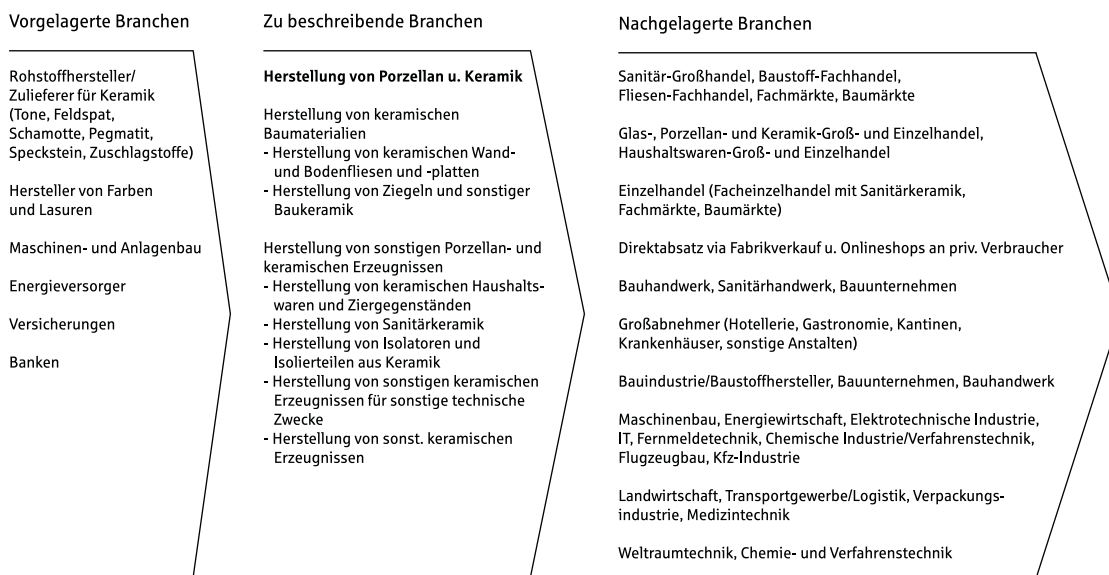 Vorgelagerte Branchen
Rohstoffhersteller/
Zulieferer für Keramik
(Tone, Feldspat,
Schamotte, Pegmatit,
Speckstein, Zuschlagstoffe)
Hersteller von Farben
und Lasuren
Maschinen- und Anlagenbau
Energieversorger
Versicherungen
Banken
Zu beschreibende Branchen
Herstellung von Porzellan u. Keramik
Herstellung von keramischen
Baumaterialien
- Herstellung von keramischen Wand-
und Bodenfliesen und -platten
- Herstellung von Ziegeln und sonstiger
Baukeramik
Herstellung von sonstigen Porzellan- und
keramischen Erzeugnissen
- Herstellung von keramischen Haushalts-
waren und Ziergegenständen
- Herstellung von Sanitärkeramik
- Herstellung von Isolatoren und
Isolierteilen aus Keramik
- Herstellung von sonstigen keramischen
Erzeugnissen für sonstige technische
Zwecke
- Herstellung von sonst. keramischen
Erzeugnissen
Nachgelagerte Branchen
Sanitär-Großhandel, Baustoff-Fachhandel,
Fliesen-Fachhandel, Fachmärkte, Baumärkte
Glas-, Porzellan- und Keramik-Groß- und Einzelhandel,
Haushaltswaren-Groß- und Einzelhandel
Einzelhandel (Facheinzelhandel mit Sanitärkeramik,
Fachmärkte, Baumärkte)
Direktabsatz via Fabrikverkauf u. Onlineshops an priv. Verbraucher
Bauhandwerk, Sanitärhandwerk, Bauunternehmen
Großabnehmer (Hotellerie, Gastronomie, Kantinen,
Krankenhäuser, sonstige Anstalten)
Bauindustrie/Baustoffhersteller, Bauunternehmen, Bauhandwerk
Maschinenbau, Energiewirtschaft, Elektrotechnische Industrie,
IT, Fernmeldetechnik, Chemische Industrie/Verfahrenstechnik,
Flugzeugbau, Kfz-Industrie
Landwirtschaft, Transportgewerbe/Logistik, Verpackungs-
industrie, Medizintechnik
Weltraumtechnik, Chemie- und Verfahrenstechnik